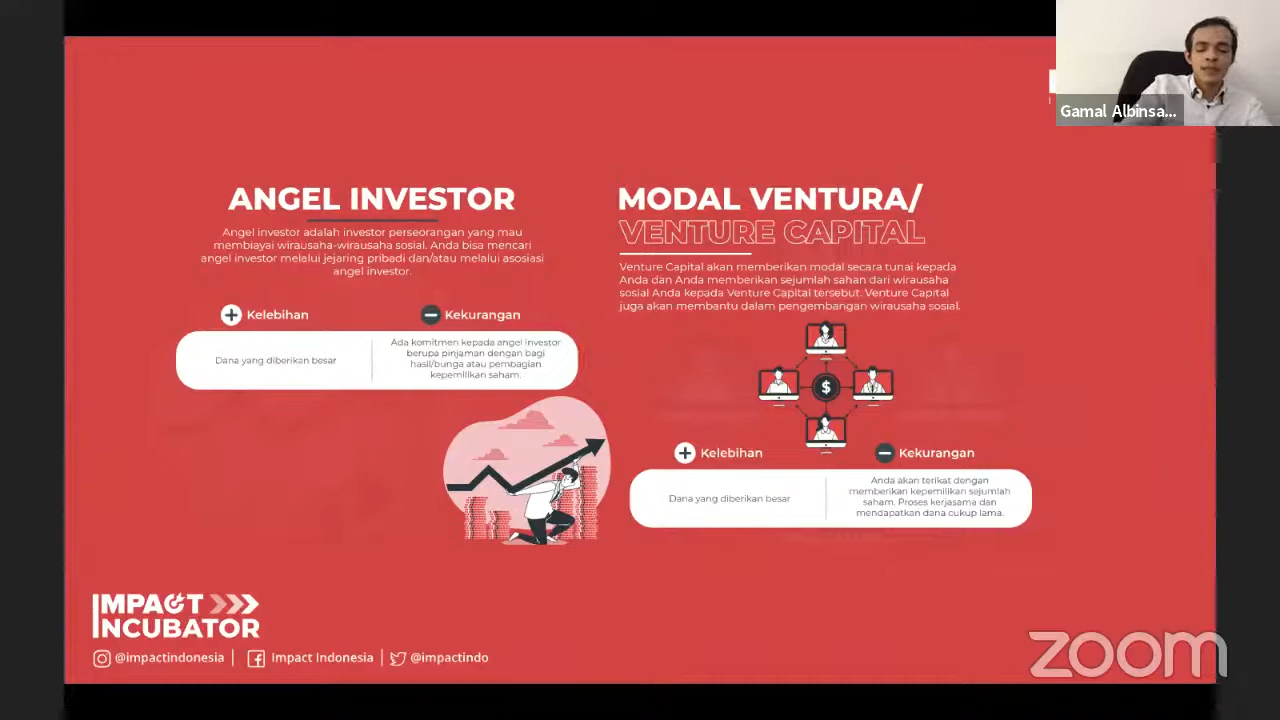 Gamal Albinsa...
ANGEL INVESTOR
Angel investor adalah investor perseorangan yang mau
membiayai wirausaha-wirausaha sosial. Anda bisa mencari
angel investor melalui jejaring pribadi dan/atau melalui asosiasi
angel investor.
Kelebihan
Kekurangan
Dana yang diberikan besar
Ada komitmen kepada angel investor
berupa pinjaman dengan bagi
hasil/bunga atau pembagian
kepemilikan saham.
MODAL VENTURA/
VENTURE CAPITAL
Venture Capital akan memberikan modal secara tunai kepada
Anda dan Anda memberikan sejumlah sahan dari wirausaha
sosial Anda kepada Venture Capital tersebut. Venture Capital
juga akan membantu dalam pengembangan wirausaha sosial.
$
Kelebihan
Kekurangan
Dana yang diberikan besar
Anda akan terikat dengan
memberikan kepemilikan sejumlah
saham. Proses kerjasama dan
mendapatkan dana cukup lama.
IMPACT
INCUBATOR
@impactindonesia | Impact Indonesia | @impactindo
zoom